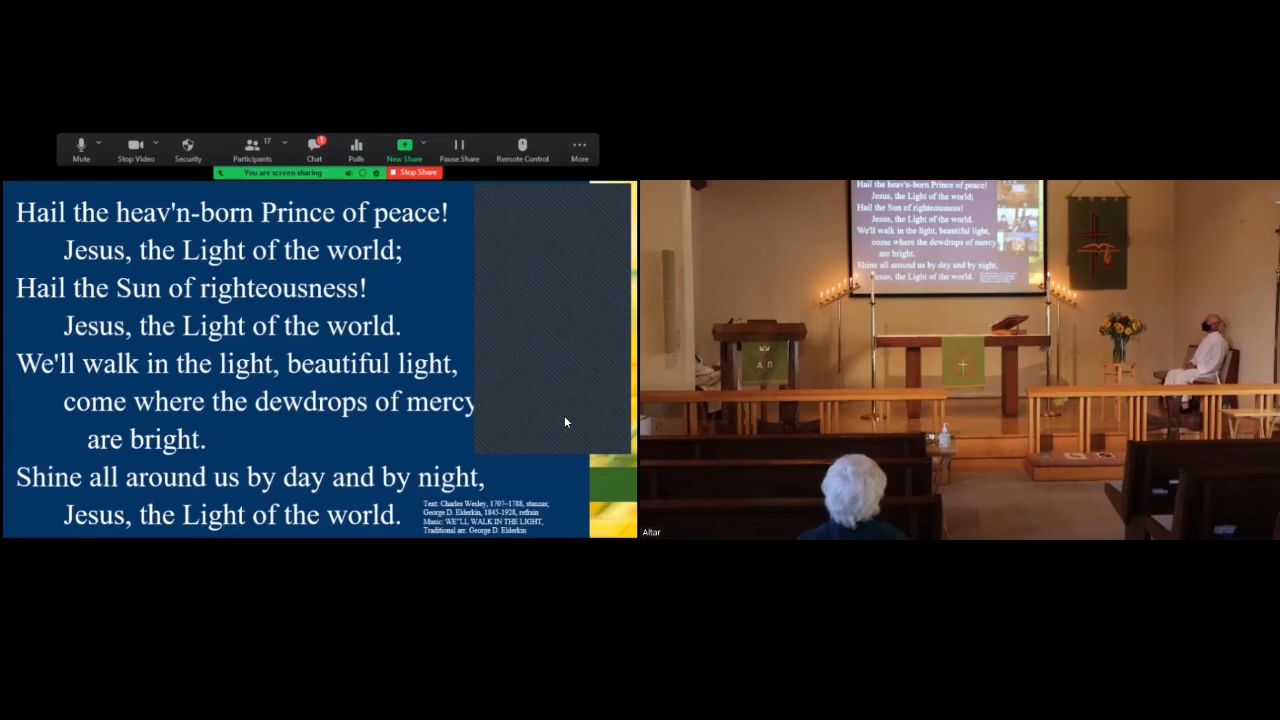 17
1
Mute
Stop Video
Security
Participants
Chat
Polls
New Share
Pause Share
Remote Control
More
You are screen sharing
Stop Share
Hail the heav'n-born Prince of peace!
Jesus, the Light of the world;
Hail the Sun of righteousness!
Jesus, the Light of the world.
We'll walk in the light, beautiful light,
come where the dewdrops of mercy
are bright.
Shine all around us by day and by night,
Jesus, the Light of the world.
Text: Charles Wesley, 1707–1788, stanzas;
George D. Elderkin, 1845-1928, refrain
Music: WE'LL WALK IN THE LIGHT,
Traditional arr. George D. Elderkin
Hail the heav'n-born Prince of peace!
Jesus, the Light of the world;
Hail the Sun of righteousness!
Jesus, the Light of the world.
We'll walk in the light, beautiful light,
come where the dewdrops of mercy
are bright.
Shine all around us by day and by night,
Jesus, the Light of the world.
Altar